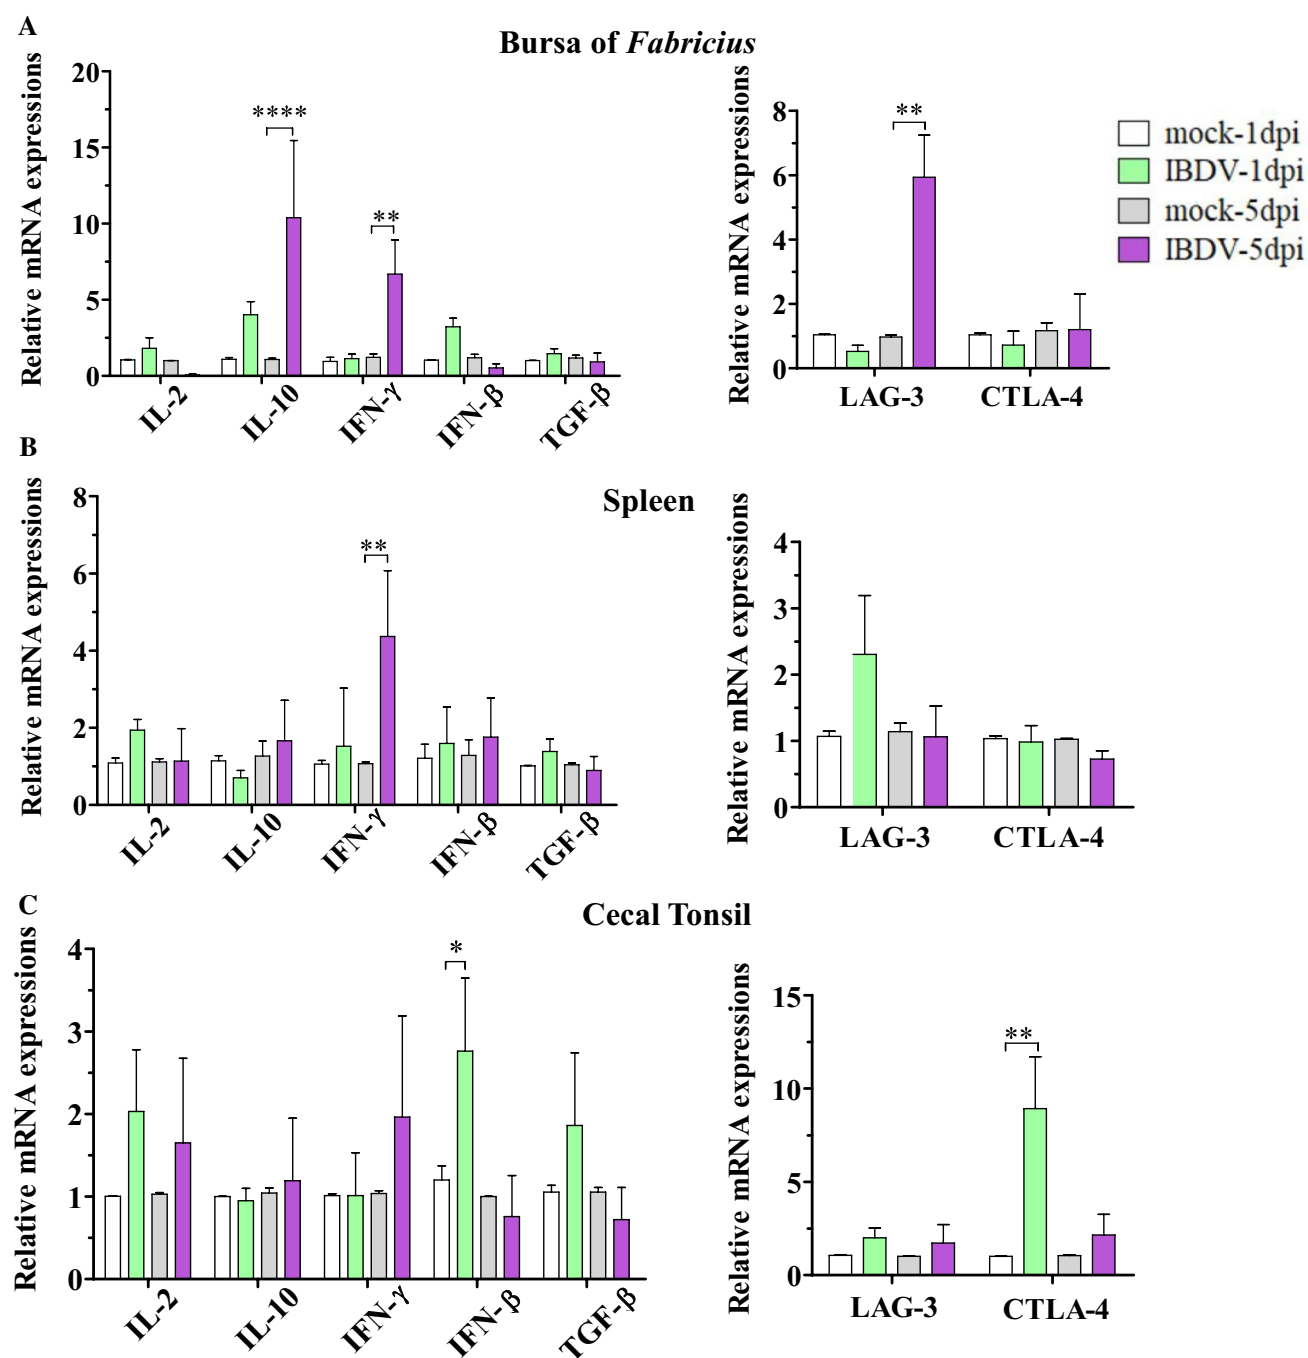 A
Bursa of Fabricius
Relative mRNA expressions
20
15
10
5
0
****
**
IL-2
IL-10
IFN-γ
IFN-β
TGF-β
Relative mRNA expressions
8
6
4
2
0
**
LAG-3
CTLA-4
mock-1dpi
IBDV-1dpi
mock-5dpi
IBDV-5dpi
B
Spleen
Relative mRNA expressions
8
6
4
2
0
**
IL-2
IL-10
IFN-γ
IFN-β
TGF-β
Relative mRNA expressions
4
3
2
1
0
LAG-3
CTLA-4
C
Cecal Tonsil
Relative mRNA expressions
4
3
2
1
0
*
IL-2
IL-10
IFN-γ
IFN-β
TGF-β
Relative mRNA expressions
15
10
5
0
**
LAG-3
CTLA-4